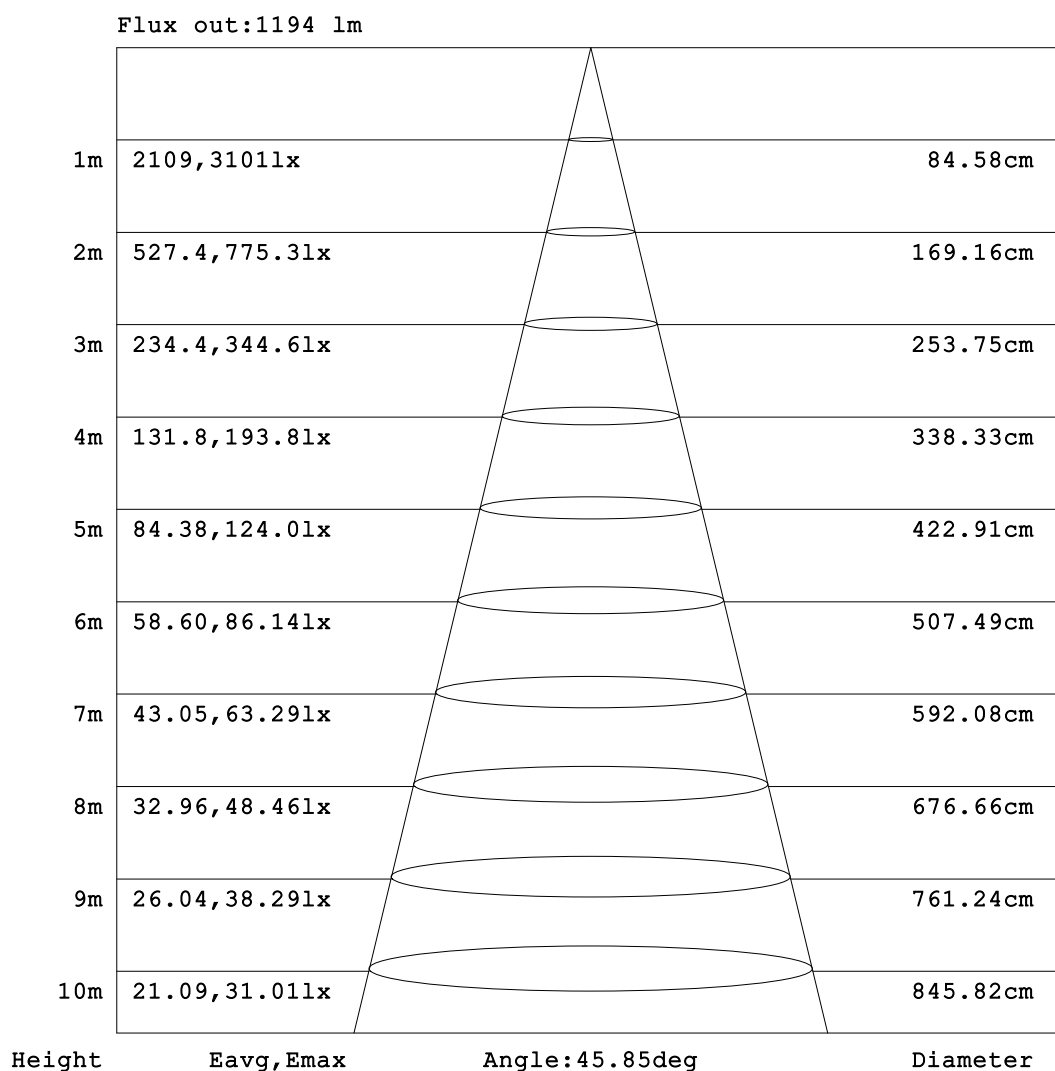 Flux out:1194 lm
1m 2109,3101lx 84.58cm
2m 527.4,775.3lx 169.16cm
3m 234.4,344.6lx 253.75cm
4m 131.8,193.8lx 338.33cm
5m 84.38,124.0lx 422.91cm
6m 58.60,86.14lx 507.49cm
7m 43.05,63.29lx 592.08cm
8m 32.96,48.46lx 676.66cm
9m 26.04,38.29lx 761.24cm
10m 21.09,31.01lx 845.82cm
Height Eavg,Emax Angle:45.85deg Diameter